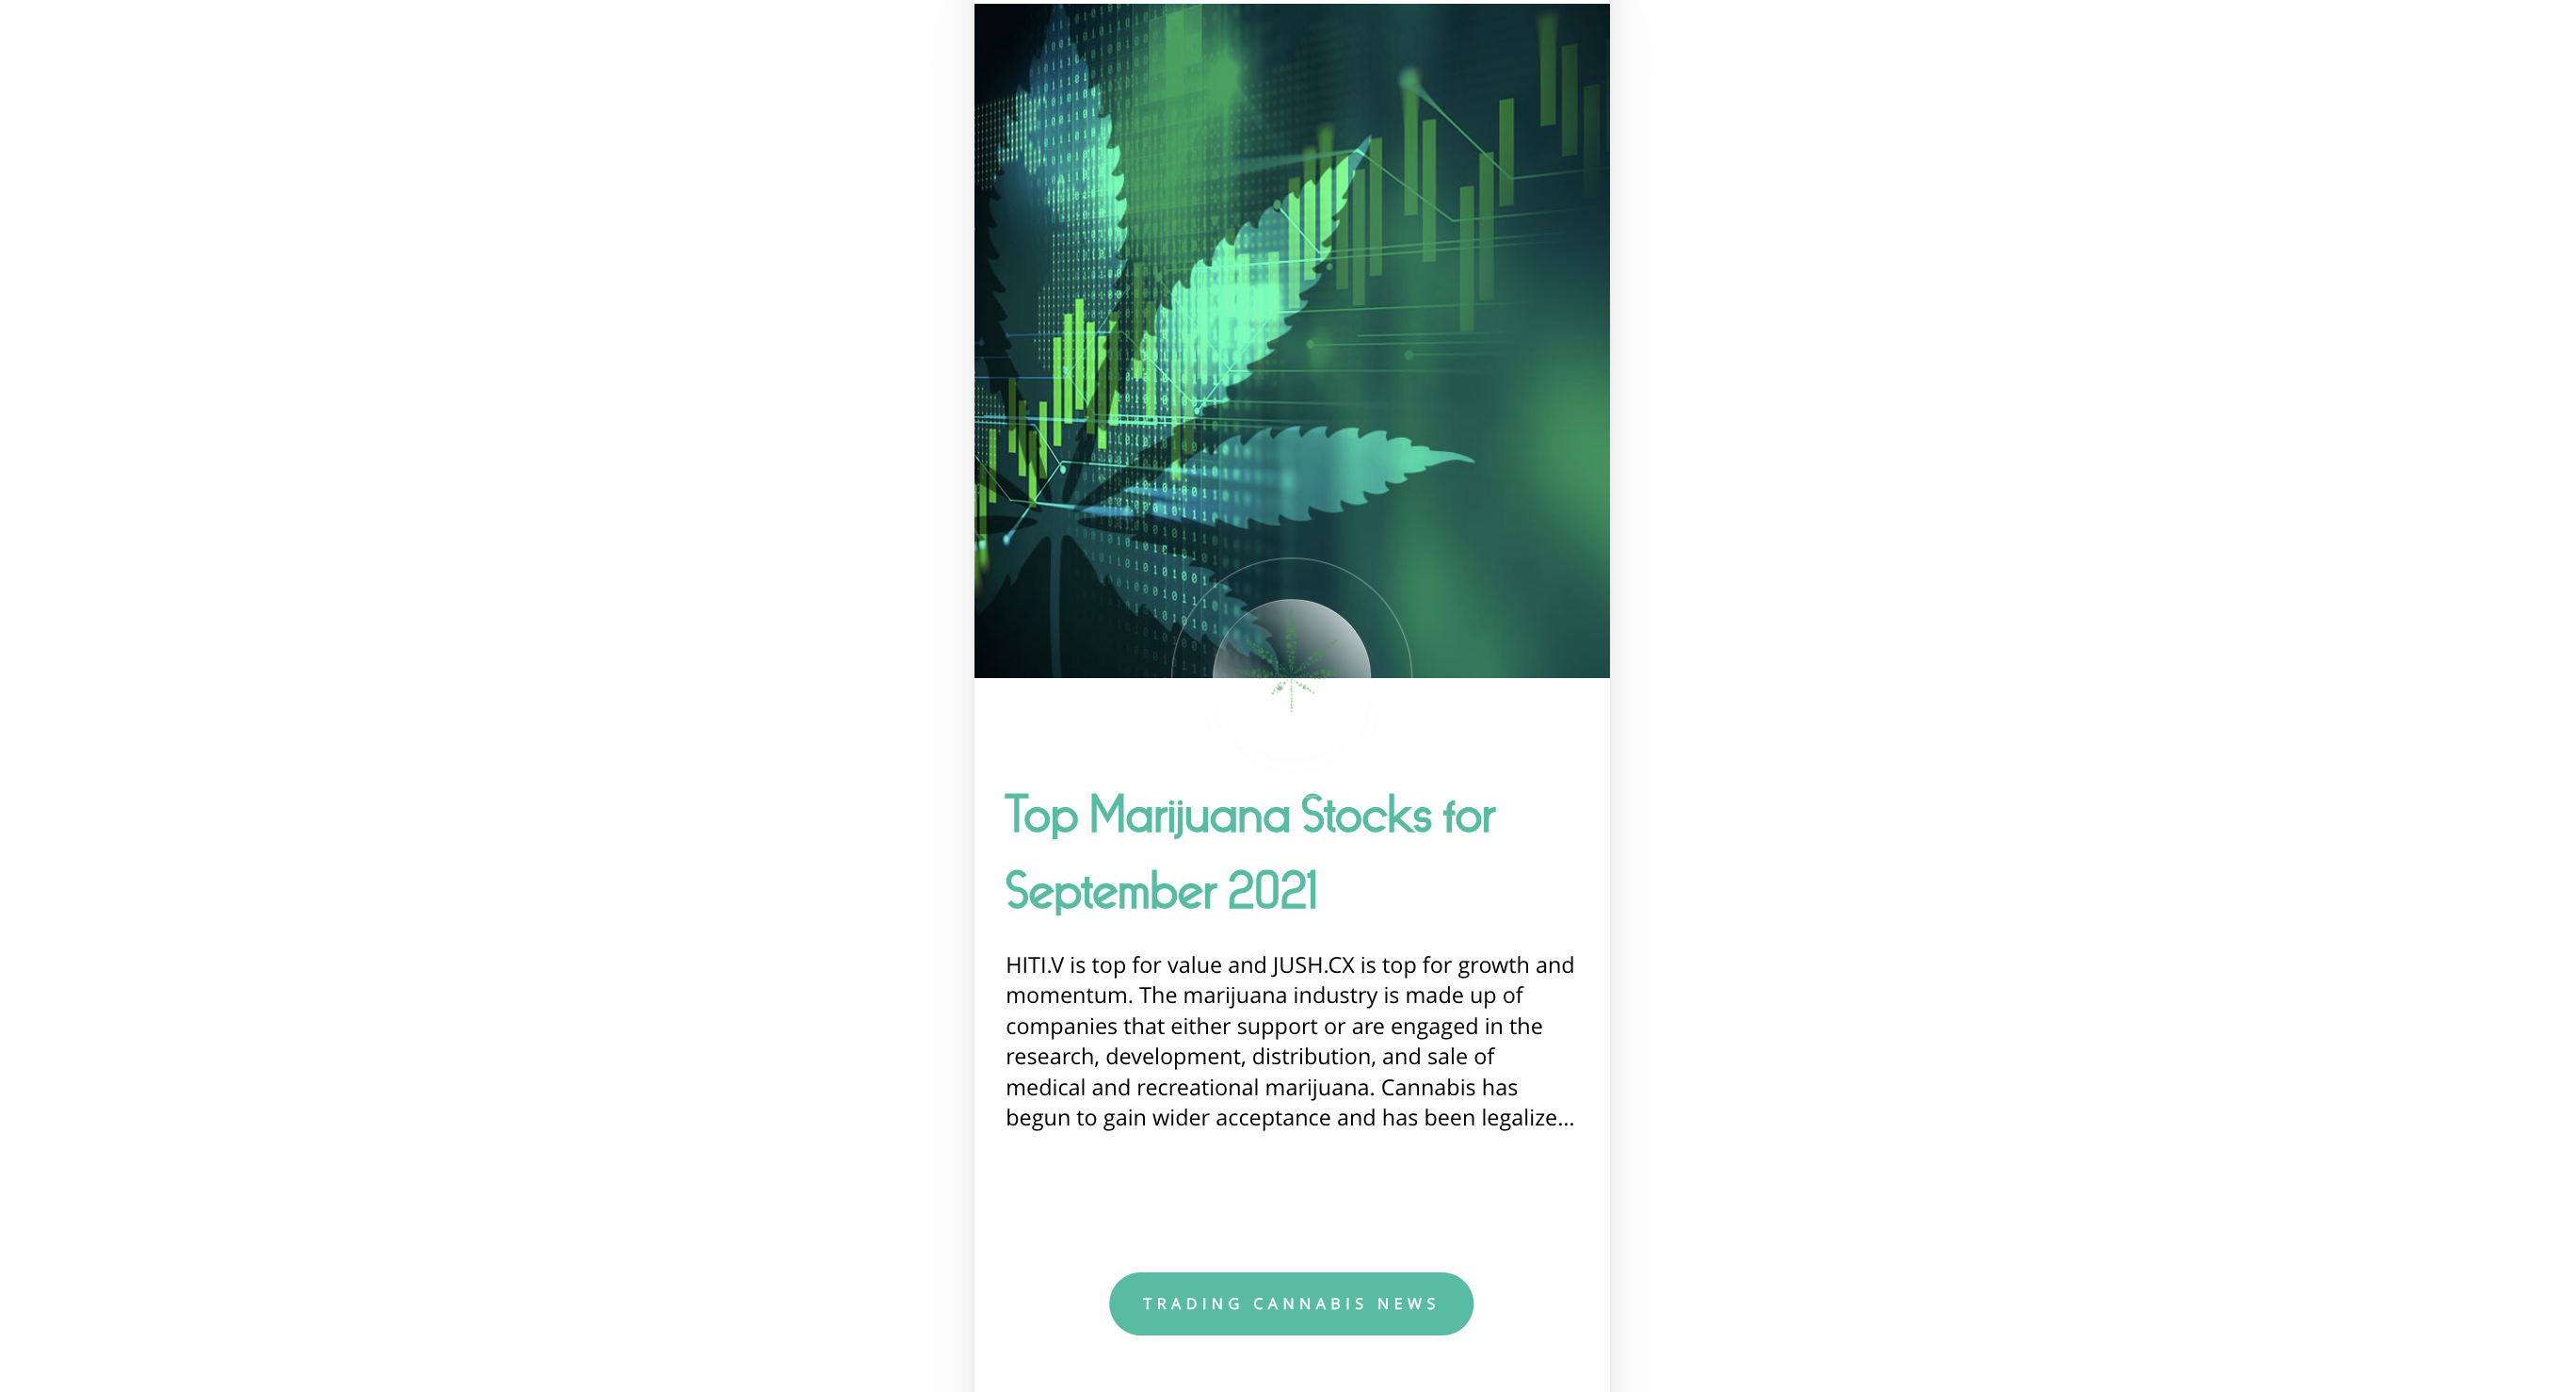 Top Marijuana Stocks for
September 2021
HITI.V is top for value and JUSH.CX is top for growth and
momentum. The marijuana industry is made up of
companies that either support or are engaged in the
research, development, distribution, and sale of
medical and recreational marijuana. Cannabis has
begun to gain wider acceptance and has been legalize...
TRADING CANNABIS NEWS